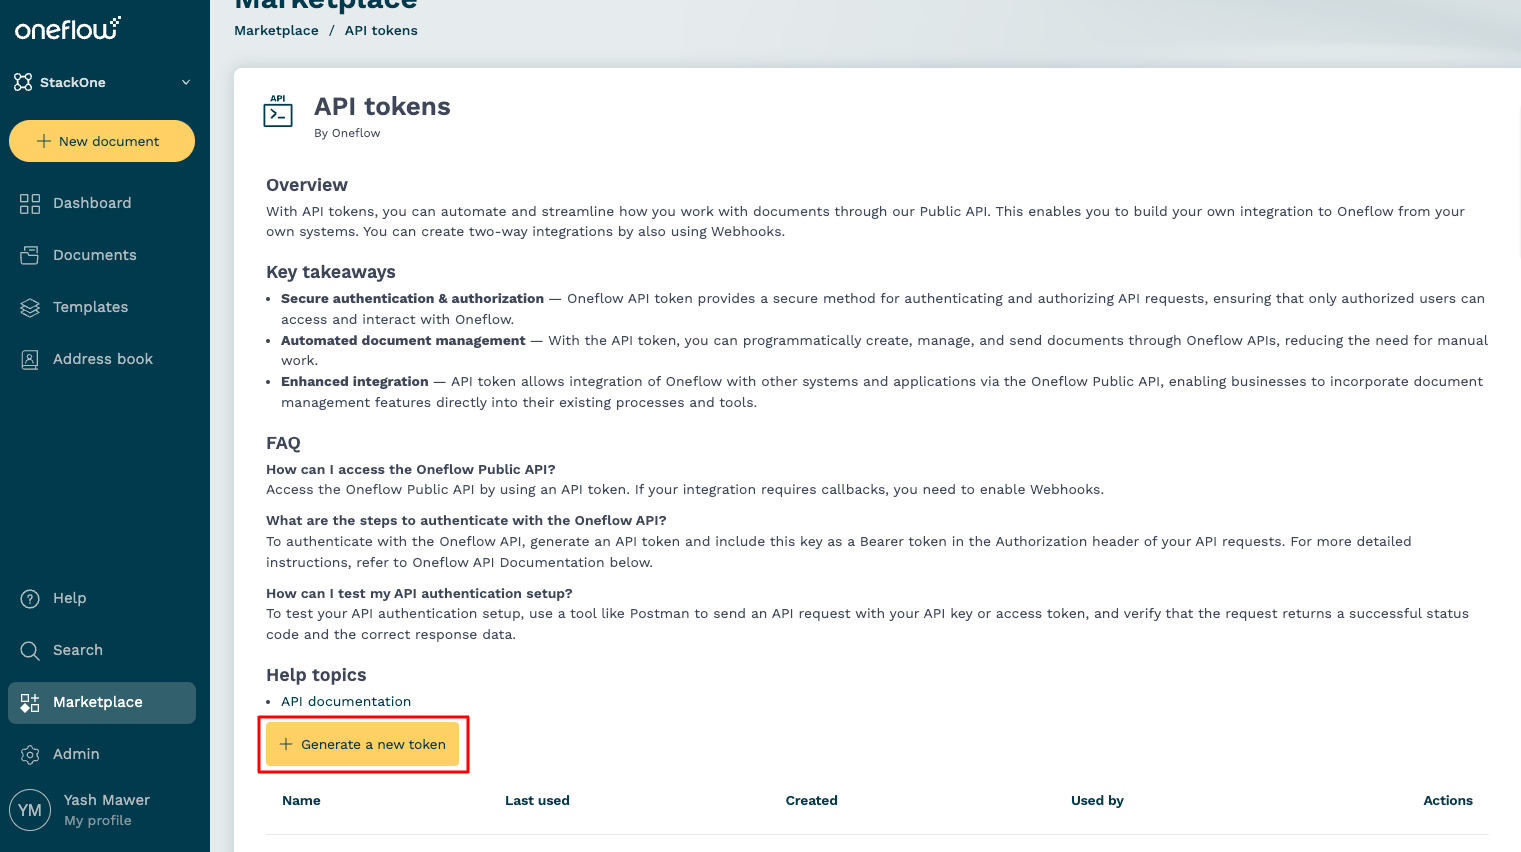 Marketplace
Marketplace / API tokens
oneflow
StackOne
New document
Dashboard
Documents
Templates
Address book
Help
Search
Marketplace
Admin
YM
Yash Mawer
My profile
API
API tokens
By Oneflow
Overview
With API tokens, you can automate and streamline how you work with documents through our Public API. This enables you to build your own integration to Oneflow from your
own systems. You can create two-way integrations by also using Webhooks.
Key takeaways
• Secure authentication & authorization — Oneflow API token provides a secure method for authenticating and authorizing API requests, ensuring that only authorized users can
access and interact with Oneflow.
• Automated document management — With the API token, you can programmatically create, manage, and send documents through Oneflow APIs, reducing the need for manual
work.
• Enhanced integration — API token allows integration of Oneflow with other systems and applications via the Oneflow Public API, enabling businesses to incorporate document
management features directly into their existing processes and tools.
FAQ
How can I access the Oneflow Public API?
Access the Oneflow Public API by using an API token. If your integration requires callbacks, you need to enable Webhooks.
What are the steps to authenticate with the Oneflow API?
To authenticate with the Oneflow API, generate an API token and include this key as a Bearer token in the Authorization header of your API requests. For more detailed
instructions, refer to Oneflow API Documentation below.
How can I test my API authentication setup?
To test your API authentication setup, use a tool like Postman to send an API request with your API key or access token, and verify that the request returns a successful status
code and the correct response data.
Help topics
• API documentation
Generate a new token
Name Last used Created Used by Actions